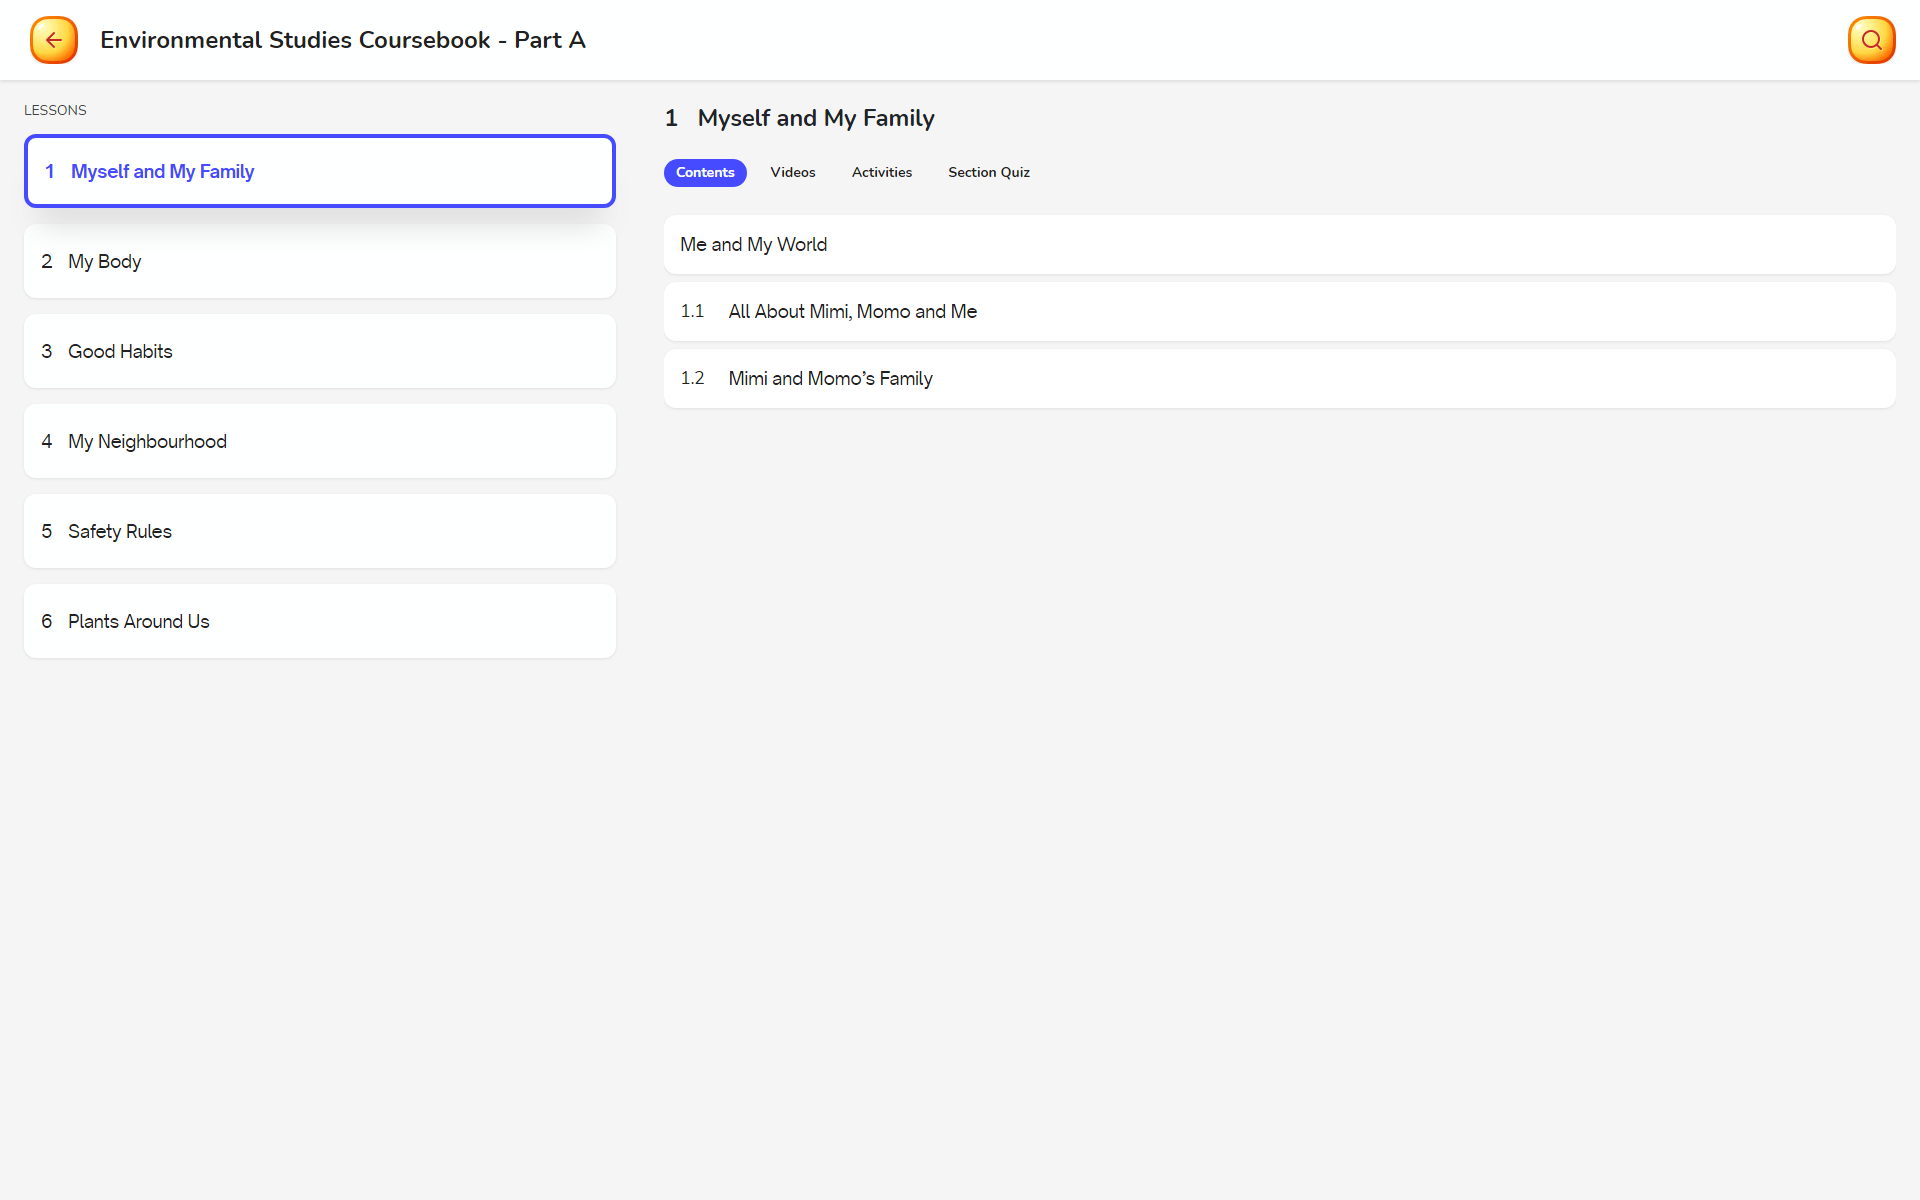 Environmental Studies Coursebook - Part A
LESSONS
1 Myself and My Family
2 My Body
3 Good Habits
4 My Neighbourhood
5 Safety Rules
6 Plants Around Us
1 Myself and My Family
Contents Videos Activities Section Quiz
Me and My World
1.1 All About Mimi, Momo and Me
1.2 Mimi and Momo’s Family